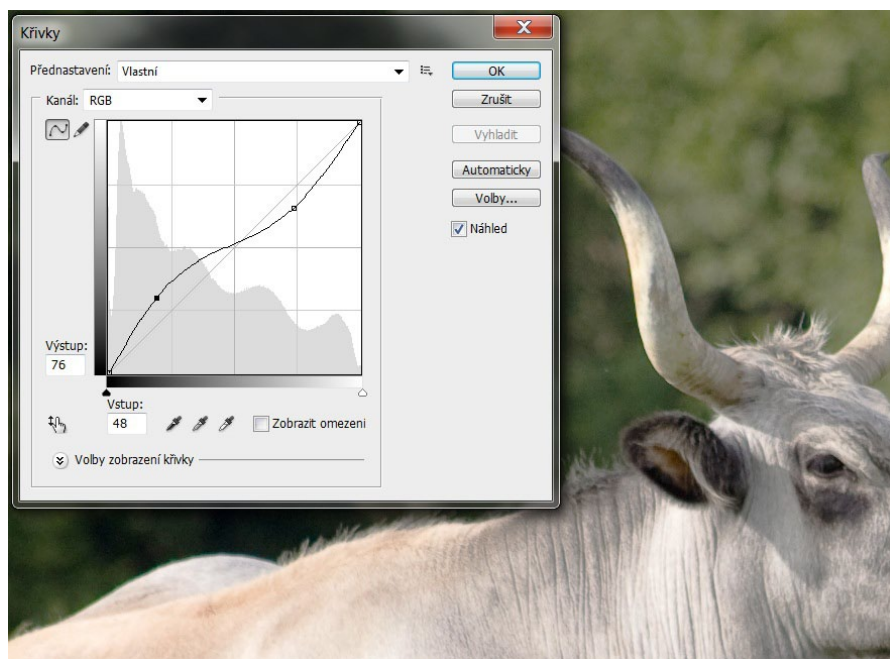 Křivky
Přednastavení: Vlastní
OK
Kanál: RGB
Zrušit
Vyhladit
Automaticky
Volby...
Náhled
Výstup:
76
Vstup:
48
Zobrazit omezení
Volby zobrazení křivky